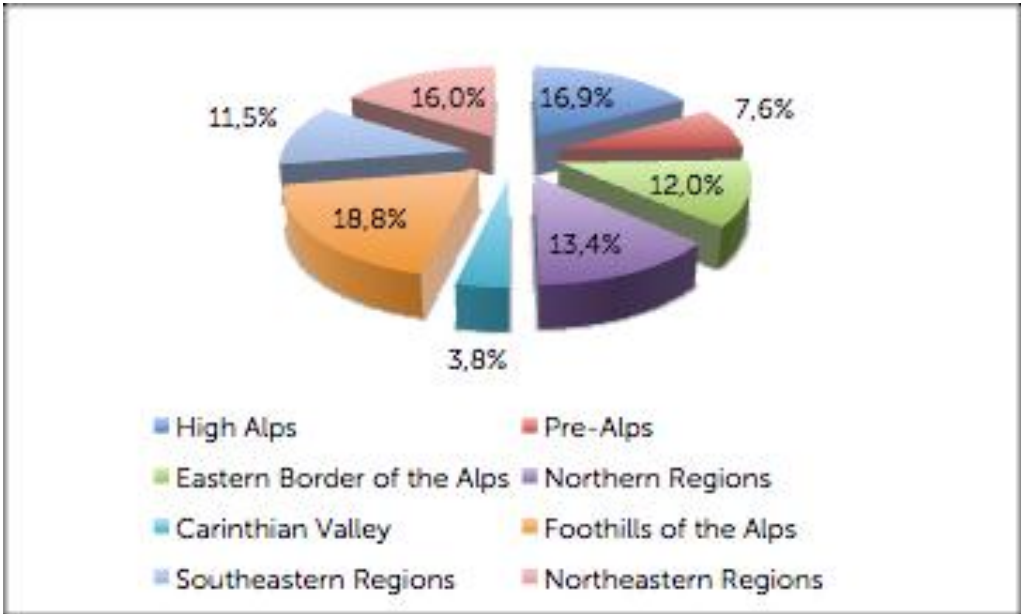 16,0% 16,9%
11,5% 7,6%
12,0%
18,8%
13,4%
3,8%
High Alps Pre-Alps
Eastern Border of the Alps Northern Regions
Carinthian Valley Foothills of the Alps
Southeastern Regions Northeastern Regions